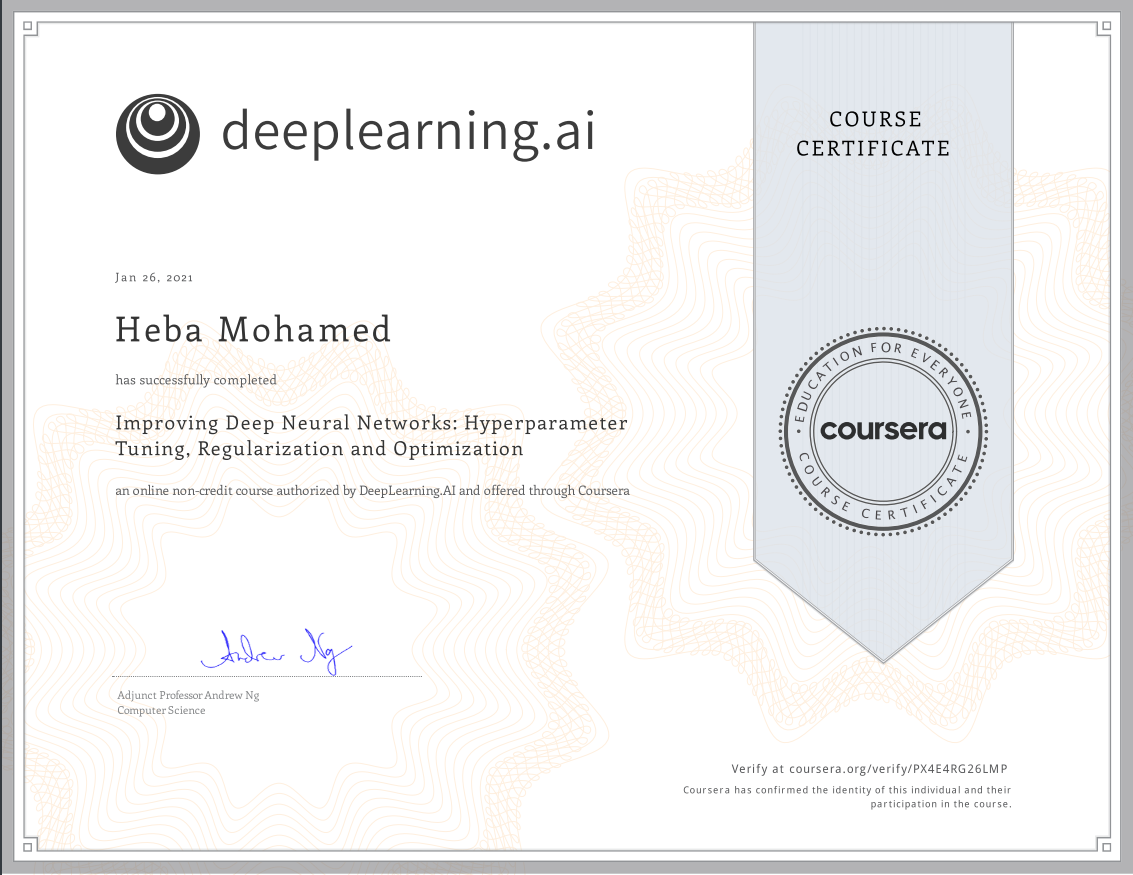 deeplearning.ai
COURSE
CERTIFICATE
Jan 26, 2021
Heba Mohamed
has successfully completed
Improving Deep Neural Networks: Hyperparameter
Tuning, Regularization and Optimization
an online non-credit course authorized by DeepLearning.AI and offered through Coursera
EDUCATION FOR EVERYONE
coursera
COURSE CERTIFICATE
Andrew Ng
Adjunct Professor Andrew Ng
Computer Science
Verify at coursera.org/verify/PX4E4RG26LMP
Coursera has confirmed the identity of this individual and their
participation in the course.